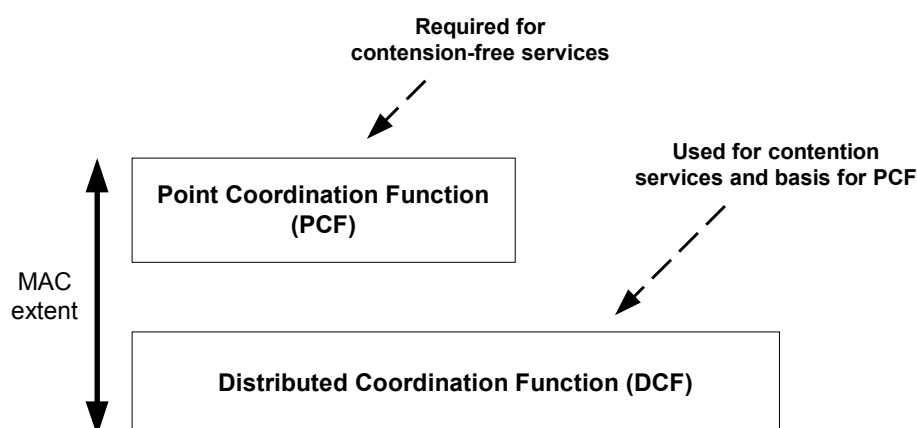 Required for
contension-free services
Used for contention
services and basis for PCF
Point Coordination Function
(PCF)
MAC
extent
Distributed Coordination Function (DCF)